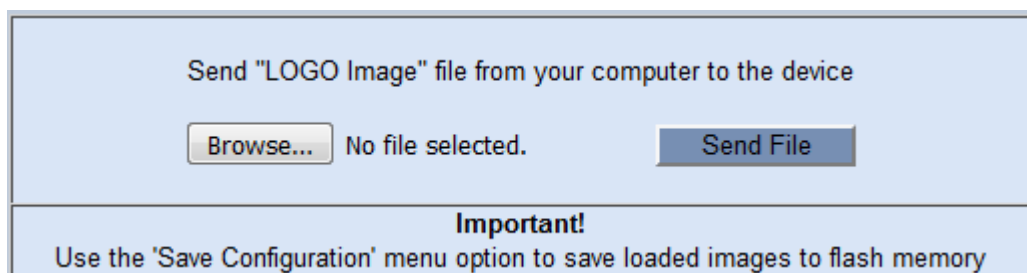 Send "LOGO Image" file from your computer to the device
Browse... No file selected. Send File
Important!
Use the 'Save Configuration' menu option to save loaded images to flash memory